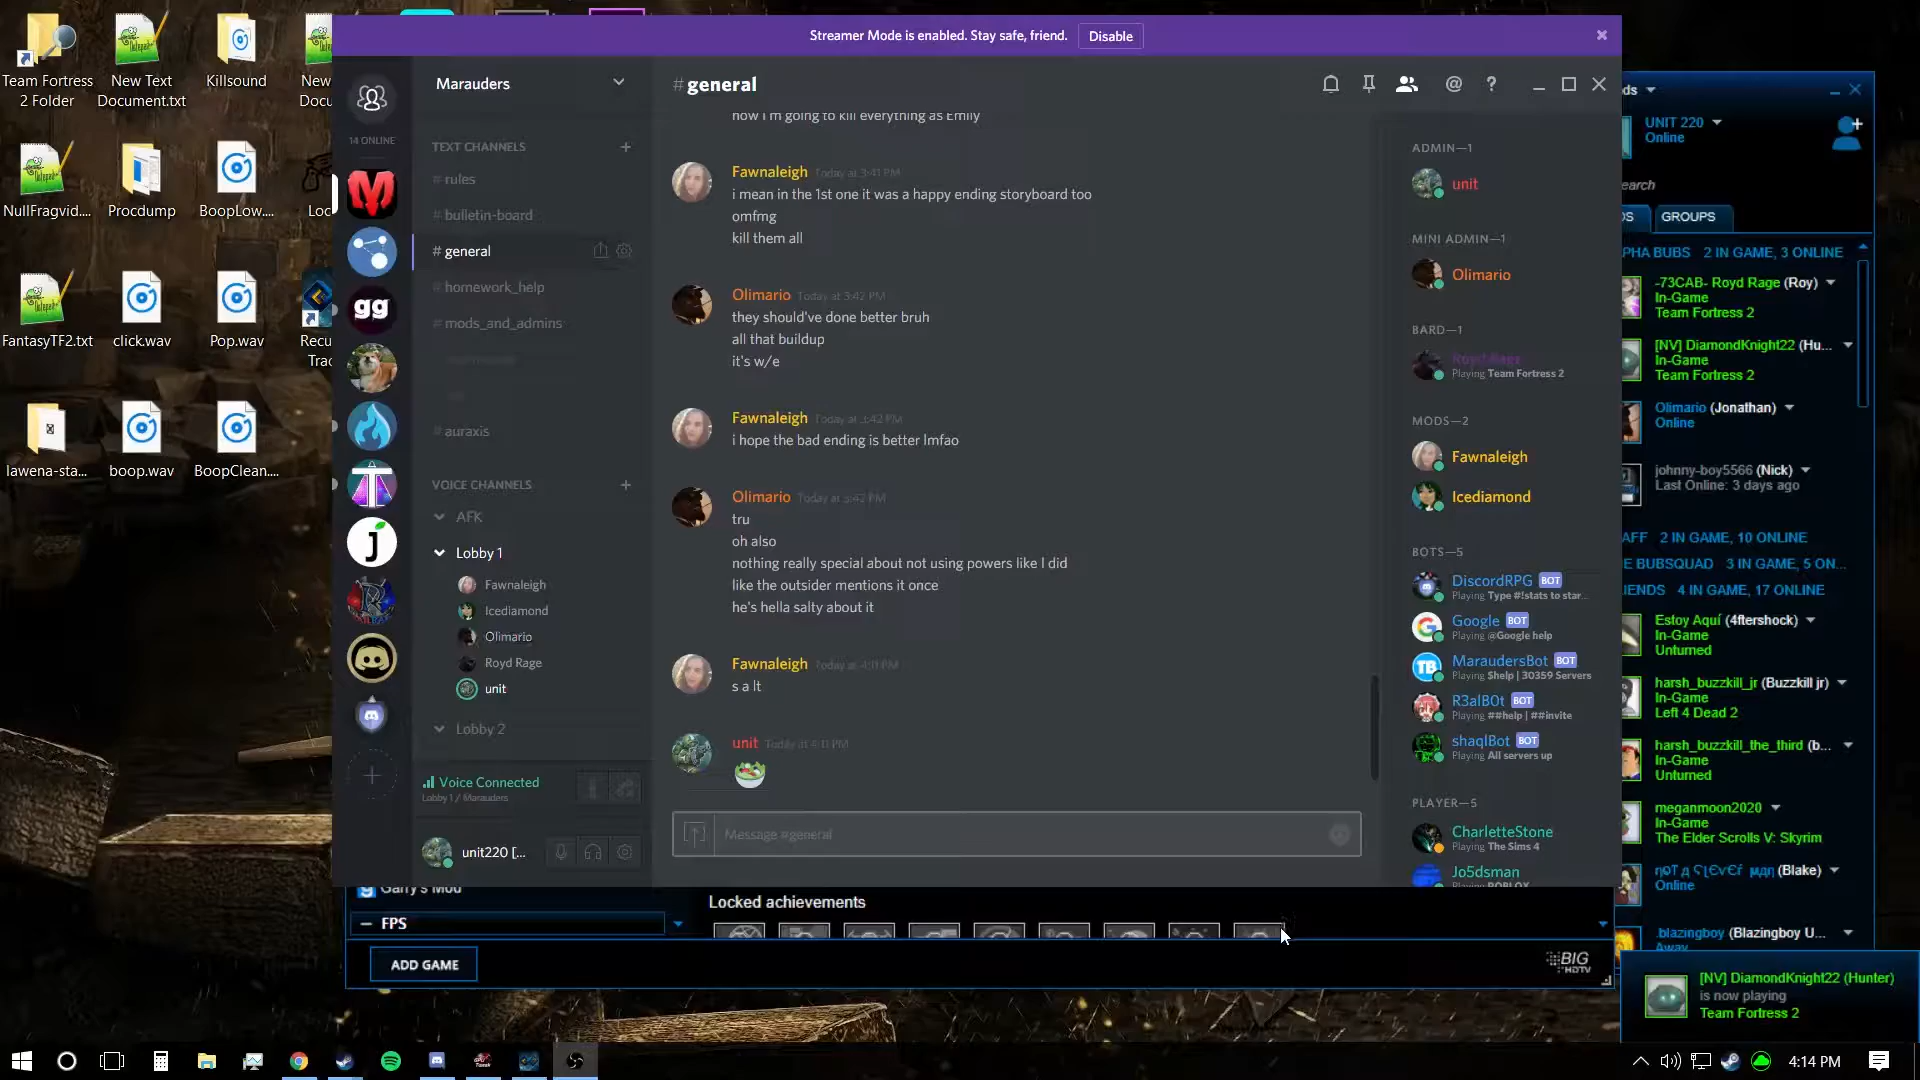 Streamer Mode is enabled. Stay safe, friend.
Disable
Team Fortress
2 Folder
New Text
Document.txt
Killsound
New
Docu
NullFragvid....
Procdump
BoopLow....
Loc
FantasyTF2.txt
click.wav
Pop.wav
Recu
Trac
lawena-sta...
boop.wav
BoopClean....
14 ONLINE
gg
Marauders
TEXT CHANNELS
# rules
# bulletin-board
# general
# homework_help
# mods_and_admins
# auraxis
VOICE CHANNELS
AFK
Lobby 1
Fawnaleigh
Icediamond
Olimario
Royd Rage
unit
Lobby 2
Voice Connected
Lobby 1 / Marauders
unit220 [...
# general
now I'm going to kill everything as Emily
Fawnaleigh Today at 3:41 PM
i mean in the 1st one it was a happy ending storyboard too
omfmg
kill them all
Olimario Today at 3:42 PM
they should've done better bruh
all that buildup
it's w/e
Fawnaleigh Today at 3:42 PM
i hope the bad ending is better lmfao
Olimario Today at 3:42 PM
tru
oh also
nothing really special about not using powers like I did
like the outsider mentions it once
he's hella salty about it
Fawnaleigh Today at 4:11 PM
s a lt
unit Today at 4:11 PM
Message #general
ADMIN—1
unit
MINI ADMIN—1
Olimario
BARD—1
Royd Rage
Playing Team Fortress 2
MODS—2
Fawnaleigh
Icediamond
BOTS—5
DiscordRPG BOT
Playing Type #!stats to star...
Google BOT
Playing @Google help
MaraudersBot BOT
Playing $help | 30359 Servers
R3alB0t BOT
Playing ##help | ##invite
shaqlBot BOT
Playing All servers up
PLAYER—5
CharletteStone
Playing The Sims 4
Jo5dsman
Playing ROBLOX
ds
UNIT 220
Online
earch
DS
GROUPS
PHA BUBS 2 IN GAME, 3 ONLINE
-73CAB- Royd Rage (Roy)
In-Game
Team Fortress 2
[NV] DiamondKnight22 (Hu...
In-Game
Team Fortress 2
Olimario (Jonathan)
Online
johnny-boy5566 (Nick)
Last Online: 3 days ago
AFF 2 IN GAME, 10 ONLINE
E BUBSQUAD 3 IN GAME, 5 ON...
IENDS 4 IN GAME, 17 ONLINE
Estoy Aquí (4ftershock)
In-Game
Unturned
harsh_buzzkill_jr (Buzzkill jr)
In-Game
Left 4 Dead 2
harsh_buzzkill_the_third (b...
In-Game
Unturned
meganmoon2020
In-Game
The Elder Scrolls V: Skyrim
(Blake)
Online
.blazingboy (Blazingboy U...
Away
Garry's Mod
— FPS
Locked achievements
ADD GAME
BIG
HDTV
[NV] DiamondKnight22 (Hunter)
is now playing
Team Fortress 2
4:14 PM